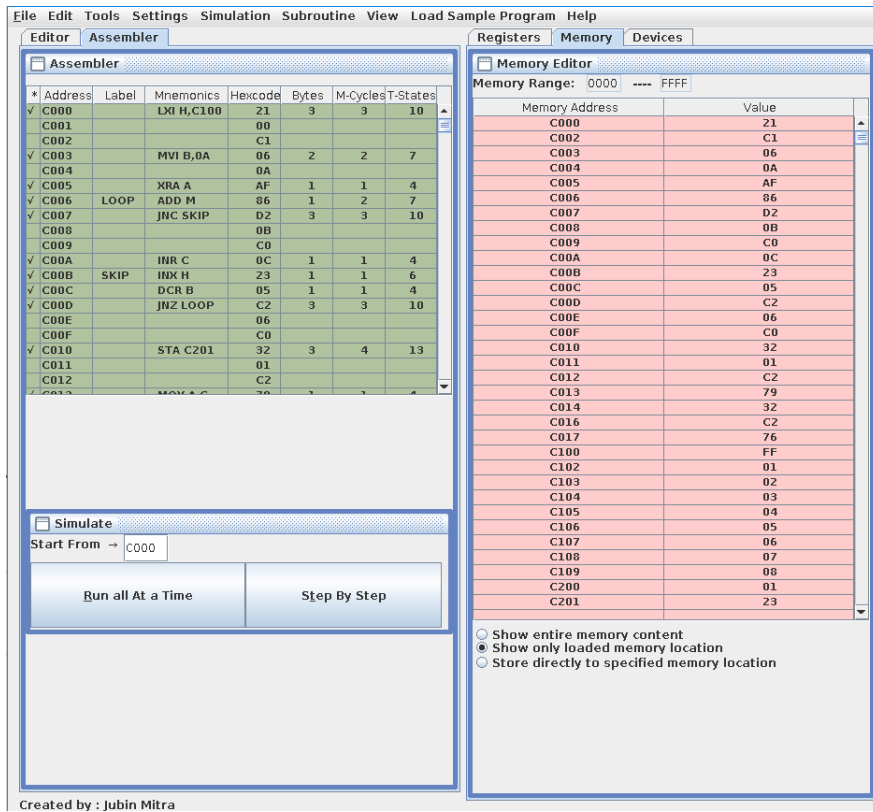 File Edit Tools Settings Simulation Subroutine View Load Sample Program Help
Editor Assembler
Assembler
* Address Label Mnemonics Hexcode Bytes M-Cycles T-States
√ C000 LXI H,C100 21 3 3 10
C001 00
C002 C1
√ C003 MVI B,0A 06 2 2 7
C004 0A
√ C005 XRA A AF 1 1 4
√ C006 LOOP ADD M 86 1 2 7
√ C007 JNC SKIP D2 3 3 10
C008 0B
C009 C0
√ C00A INR C 0C 1 1 4
√ C00B SKIP INX H 23 1 1 6
√ C00C DCR B 05 1 1 4
√ C00D JNZ LOOP C2 3 3 10
C00E 06
C00F C0
√ C010 STA C201 32 3 4 13
C011 01
C012 C2
Simulate
Start From → C000
Run all At a Time Step By Step
Created by : Jubin Mitra
Registers Memory Devices
Memory Editor
Memory Range: 0000 ---- FFFF
Memory Address Value
C000 21
C002 C1
C003 06
C004 0A
C005 AF
C006 86
C007 D2
C008 0B
C009 C0
C00A 0C
C00B 23
C00C 05
C00D C2
C00E 06
C00F C0
C010 32
C011 01
C012 C2
C013 79
C014 32
C016 C2
C017 76
C100 FF
C102 01
C103 02
C104 03
C105 04
C106 05
C107 06
C108 07
C109 08
C200 01
C201 23
Show entire memory content
Show only loaded memory location
Store directly to specified memory location